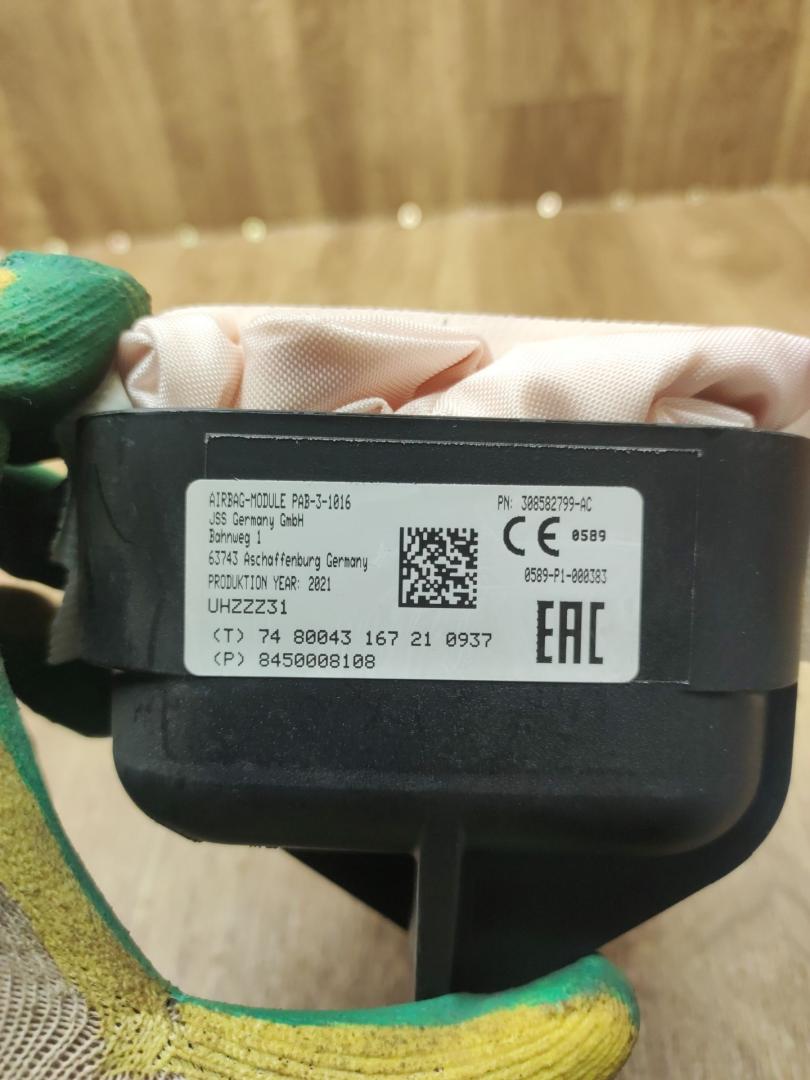 AIRBAG-MODULE PAB-3-1016
JSS Germany GmbH
Bahnweg 1
63743 Aschaffenburg Germany
PRODUKTION YEAR: 2021
UHZZZ31
(T) 74 80043 167 21 0937
(P) 8450008108
PN: 308582799-AC
CE 0589
0589-P1-000383
EAC